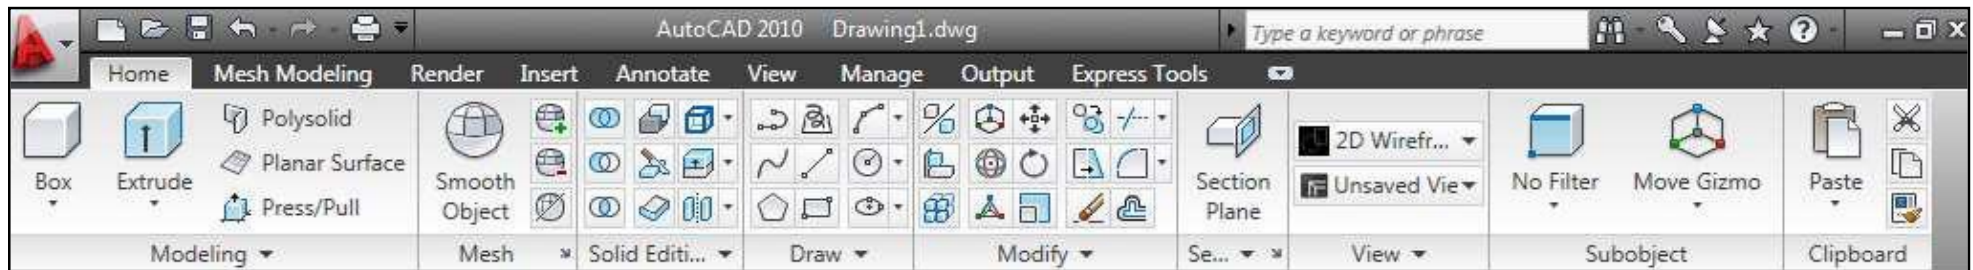 AutoCAD 2010 Drawing1.dwg Type a keyword or phrase
Home Mesh Modeling Render Insert Annotate View Manage Output Express Tools
Box
Extrude
Polysolid
Planar Surface
Press/Pull
Smooth
Object
Section
Plane
2D Wirefr...
Unsaved Vie
No Filter
Move Gizmo
Paste
Modeling Mesh Solid Editi... Draw Modify Se... View Subobject Clipboard